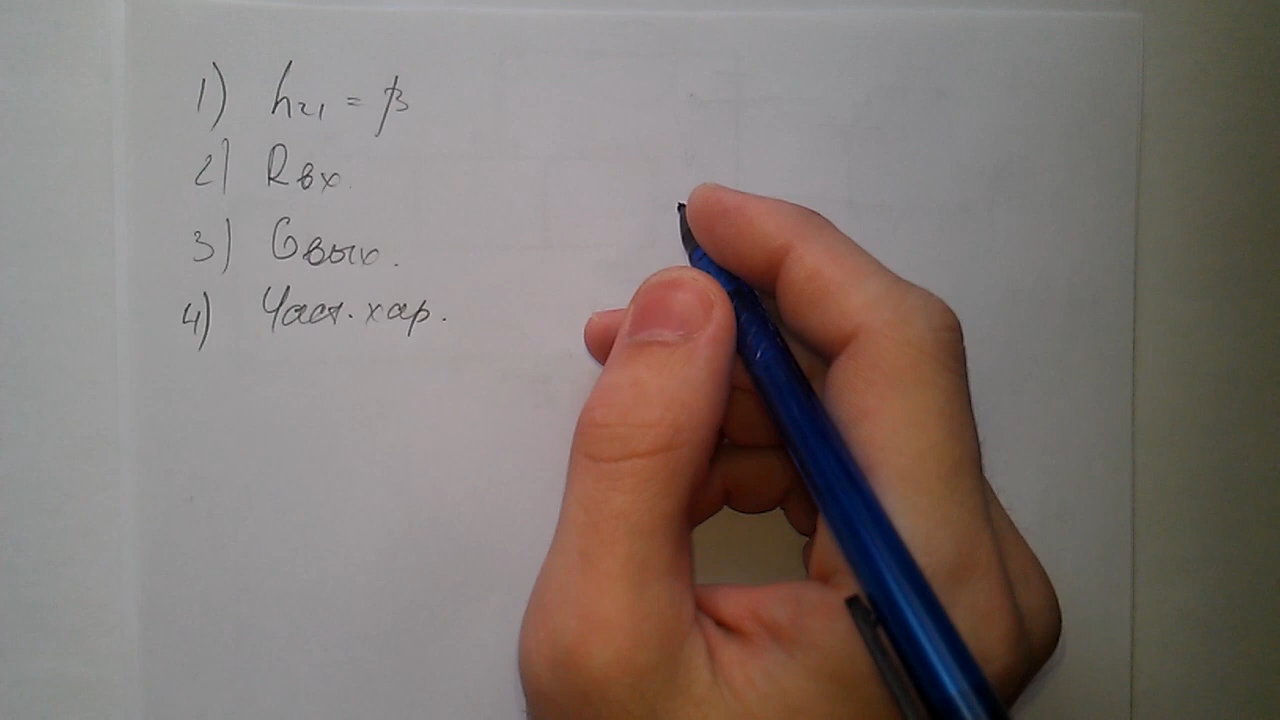 1) h21 = β
2) Rвх.
3) Gвых.
4) Част. хар.